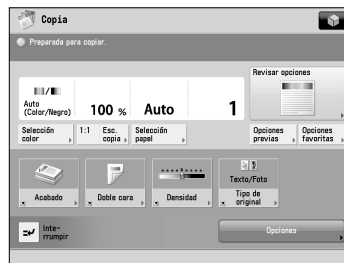 Copia
Preparada para copiar.
Revisar opciones
Auto
(Color/Negro)
100 %
Auto
1
Selección
color
1:1
Esc.
copia
Selección
papel
Opciones
previas
Opciones
favoritas
Texto/Foto
Acabado
Doble cara
Densidad
Tipo de
original
Inte-
rrumpir
Opciones